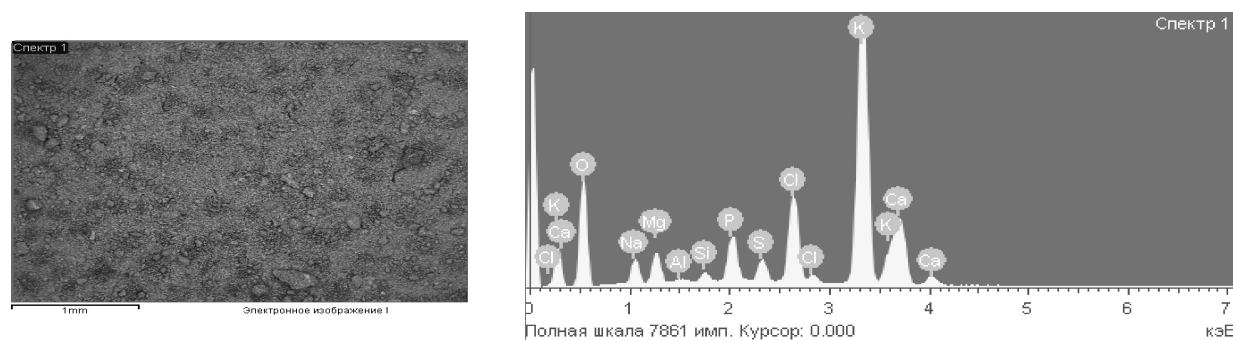 Спектр 1
1mm
Электронное изображение 1
Спектр 1
K
O
Cl
Ca
K
Mg
P
Ca
Na
Si
S
K
Cl
Al
Cl
Ca
0 1 2 3 4 5 6 7
Полная шкала 7861 имп. Курсор: 0.000
кэВ